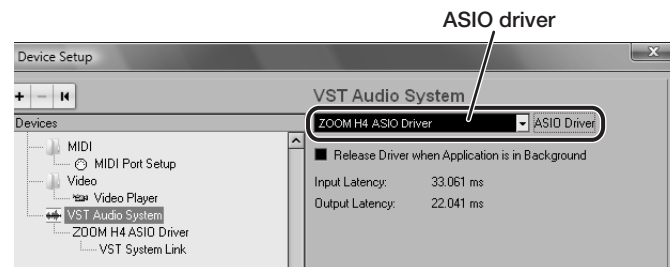 ASIO driver
Device Setup
Devices
MIDI
MIDI Port Setup
Video
Video Player
VST Audio System
ZOOM H4 ASIO Driver
VST System Link
VST Audio System
ZOOM H4 ASIO Driver
ASIO Driver
Release Driver when Application is in Background
Input Latency: 33.061 ms
Output Latency: 22.041 ms